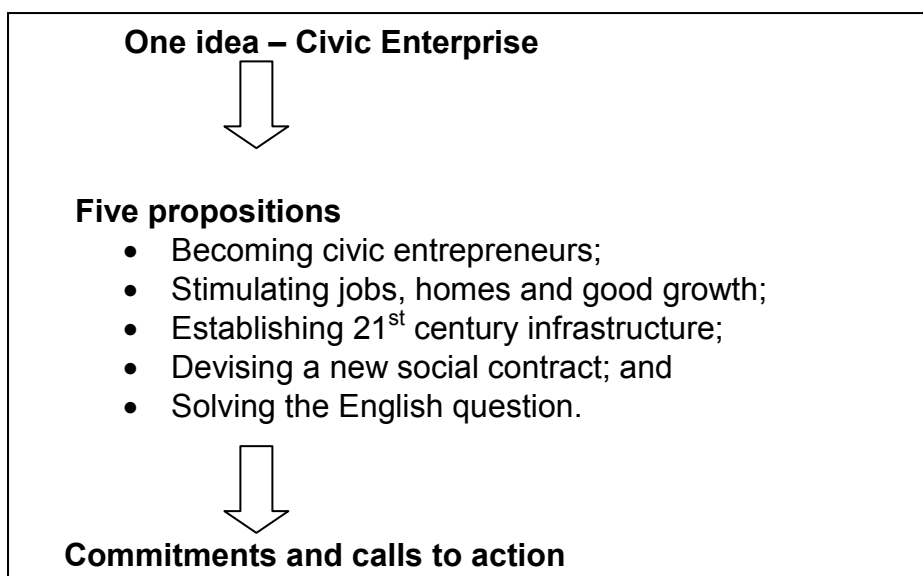 One idea – Civic Enterprise
Five propositions
• Becoming civic entrepreneurs;
• Stimulating jobs, homes and good growth;
• Establishing 21st century infrastructure;
• Devising a new social contract; and
• Solving the English question.
Commitments and calls to action